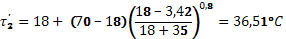 τ₂' = 18 + (70 – 18)((18 – 3,42)/(18 + 35))^0,8 = 36,51°C